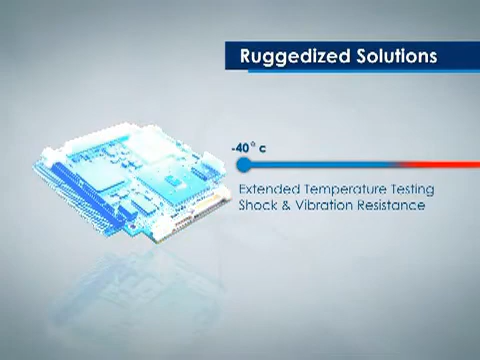 Ruggedized Solutions
-40° c
Extended Temperature Testing
Shock & Vibration Resistance